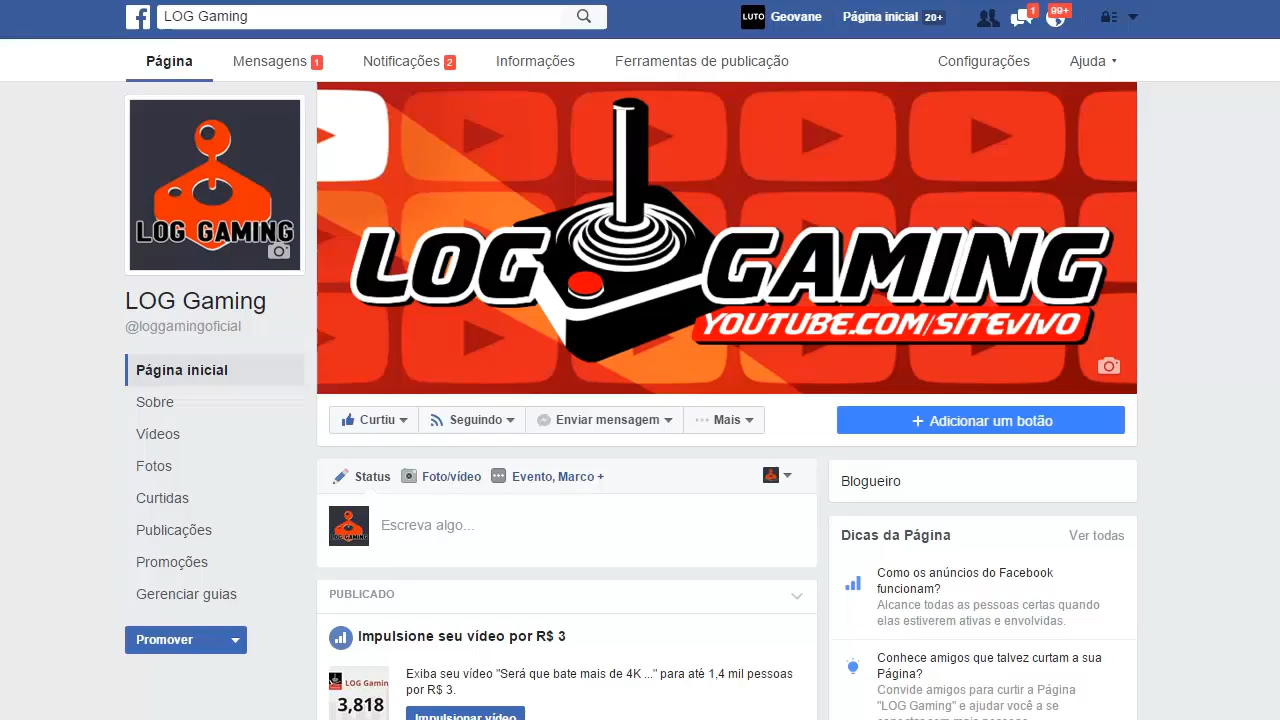 LOG Gaming
LUTO
Geovane
Página inicial 20+
1
99+
Página
Mensagens 1
Notificações 2
Informações
Ferramentas de publicação
Configurações
Ajuda
LOG GAMING
LOG GAMING
YOUTUBE.COM/SITEVIVO
LOG Gaming
@loggamingoficial
Página inicial
Sobre
Vídeos
Fotos
Curtidas
Publicações
Promoções
Gerenciar guias
Promover
Curtiu
Seguindo
Enviar mensagem
Mais
+ Adicionar um botão
Status
Foto/vídeo
Evento, Marco +
LOG GAMING
Escreva algo...
PUBLICADO
Impulsione seu vídeo por R$ 3
LOG Gamin
3,818
Exiba seu vídeo "Será que bate mais de 4K ..." para até 1,4 mil pessoas
por R$ 3.
Impulsionar vídeo
Blogueiro
Dicas da Página
Ver todas
Como os anúncios do Facebook
funcionam?
Alcance todas as pessoas certas quando
elas estiverem ativas e envolvidas.
Conhece amigos que talvez curtam a sua
Página?
Convide amigos para curtir a Página
"LOG Gaming" e ajudar você a se